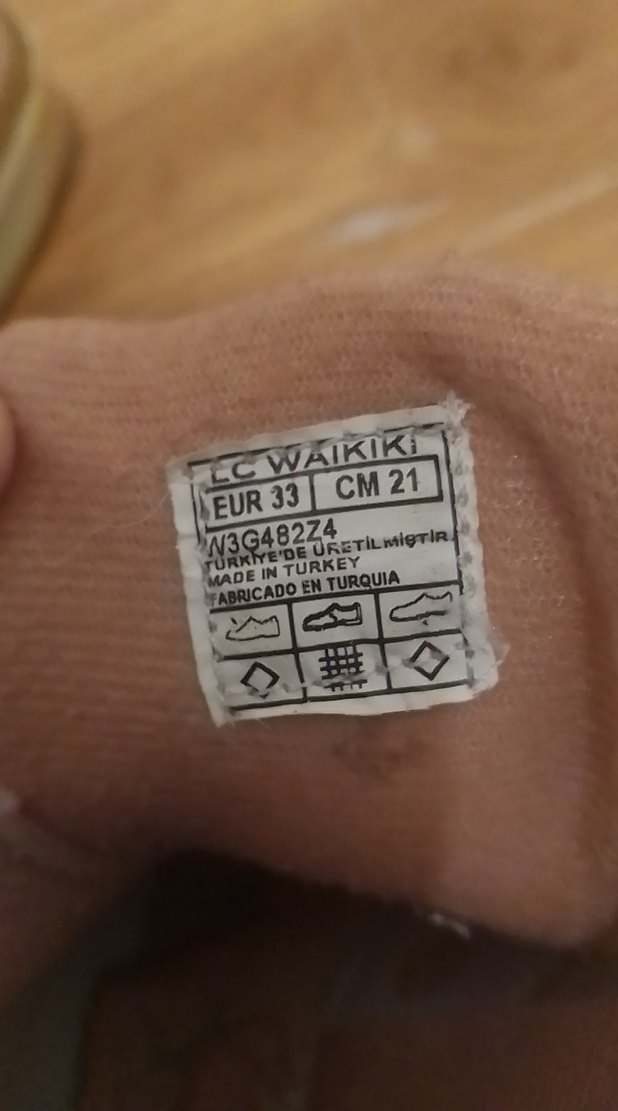 LC WAIKIKI
EUR 33 CM 21
W3G482Z4
TÜRKİYE'DE ÜRETİLMİŞTİR.
MADE IN TURKEY
FABRICADO EN TURQUIA